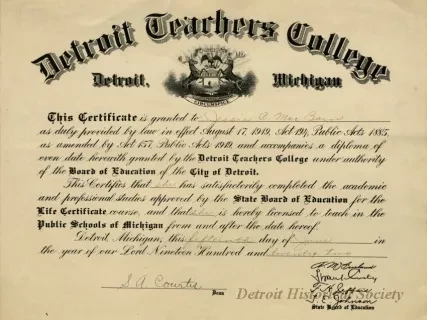 Detroit Teachers College
Detroit, Michigan
This Certificate is granted to Jessie A. Mac
as duty provided by law in effect August 17, 1919, Act 194, Public Acts 1885,
as amended by Act 157, Public Acts 1919, and accompanies a diploma of
even date herewith granted by the Detroit Teachers College under authority
of the Board of Education of the City of Detroit.
This Certifies that she has satisfactorily completed the academic
and professional studies approved by the State Board of Education for the
Life Certificate course, and that she is hereby licensed to teach in the
Public Schools of Michigan from and after the date hereof.
Detroit, Michigan, this day of June in
the year of our Lord Nineteen Hundred and
S. A. Courtis Dean
T. E. Johnson
State Board of Education
Detroit Historical Society